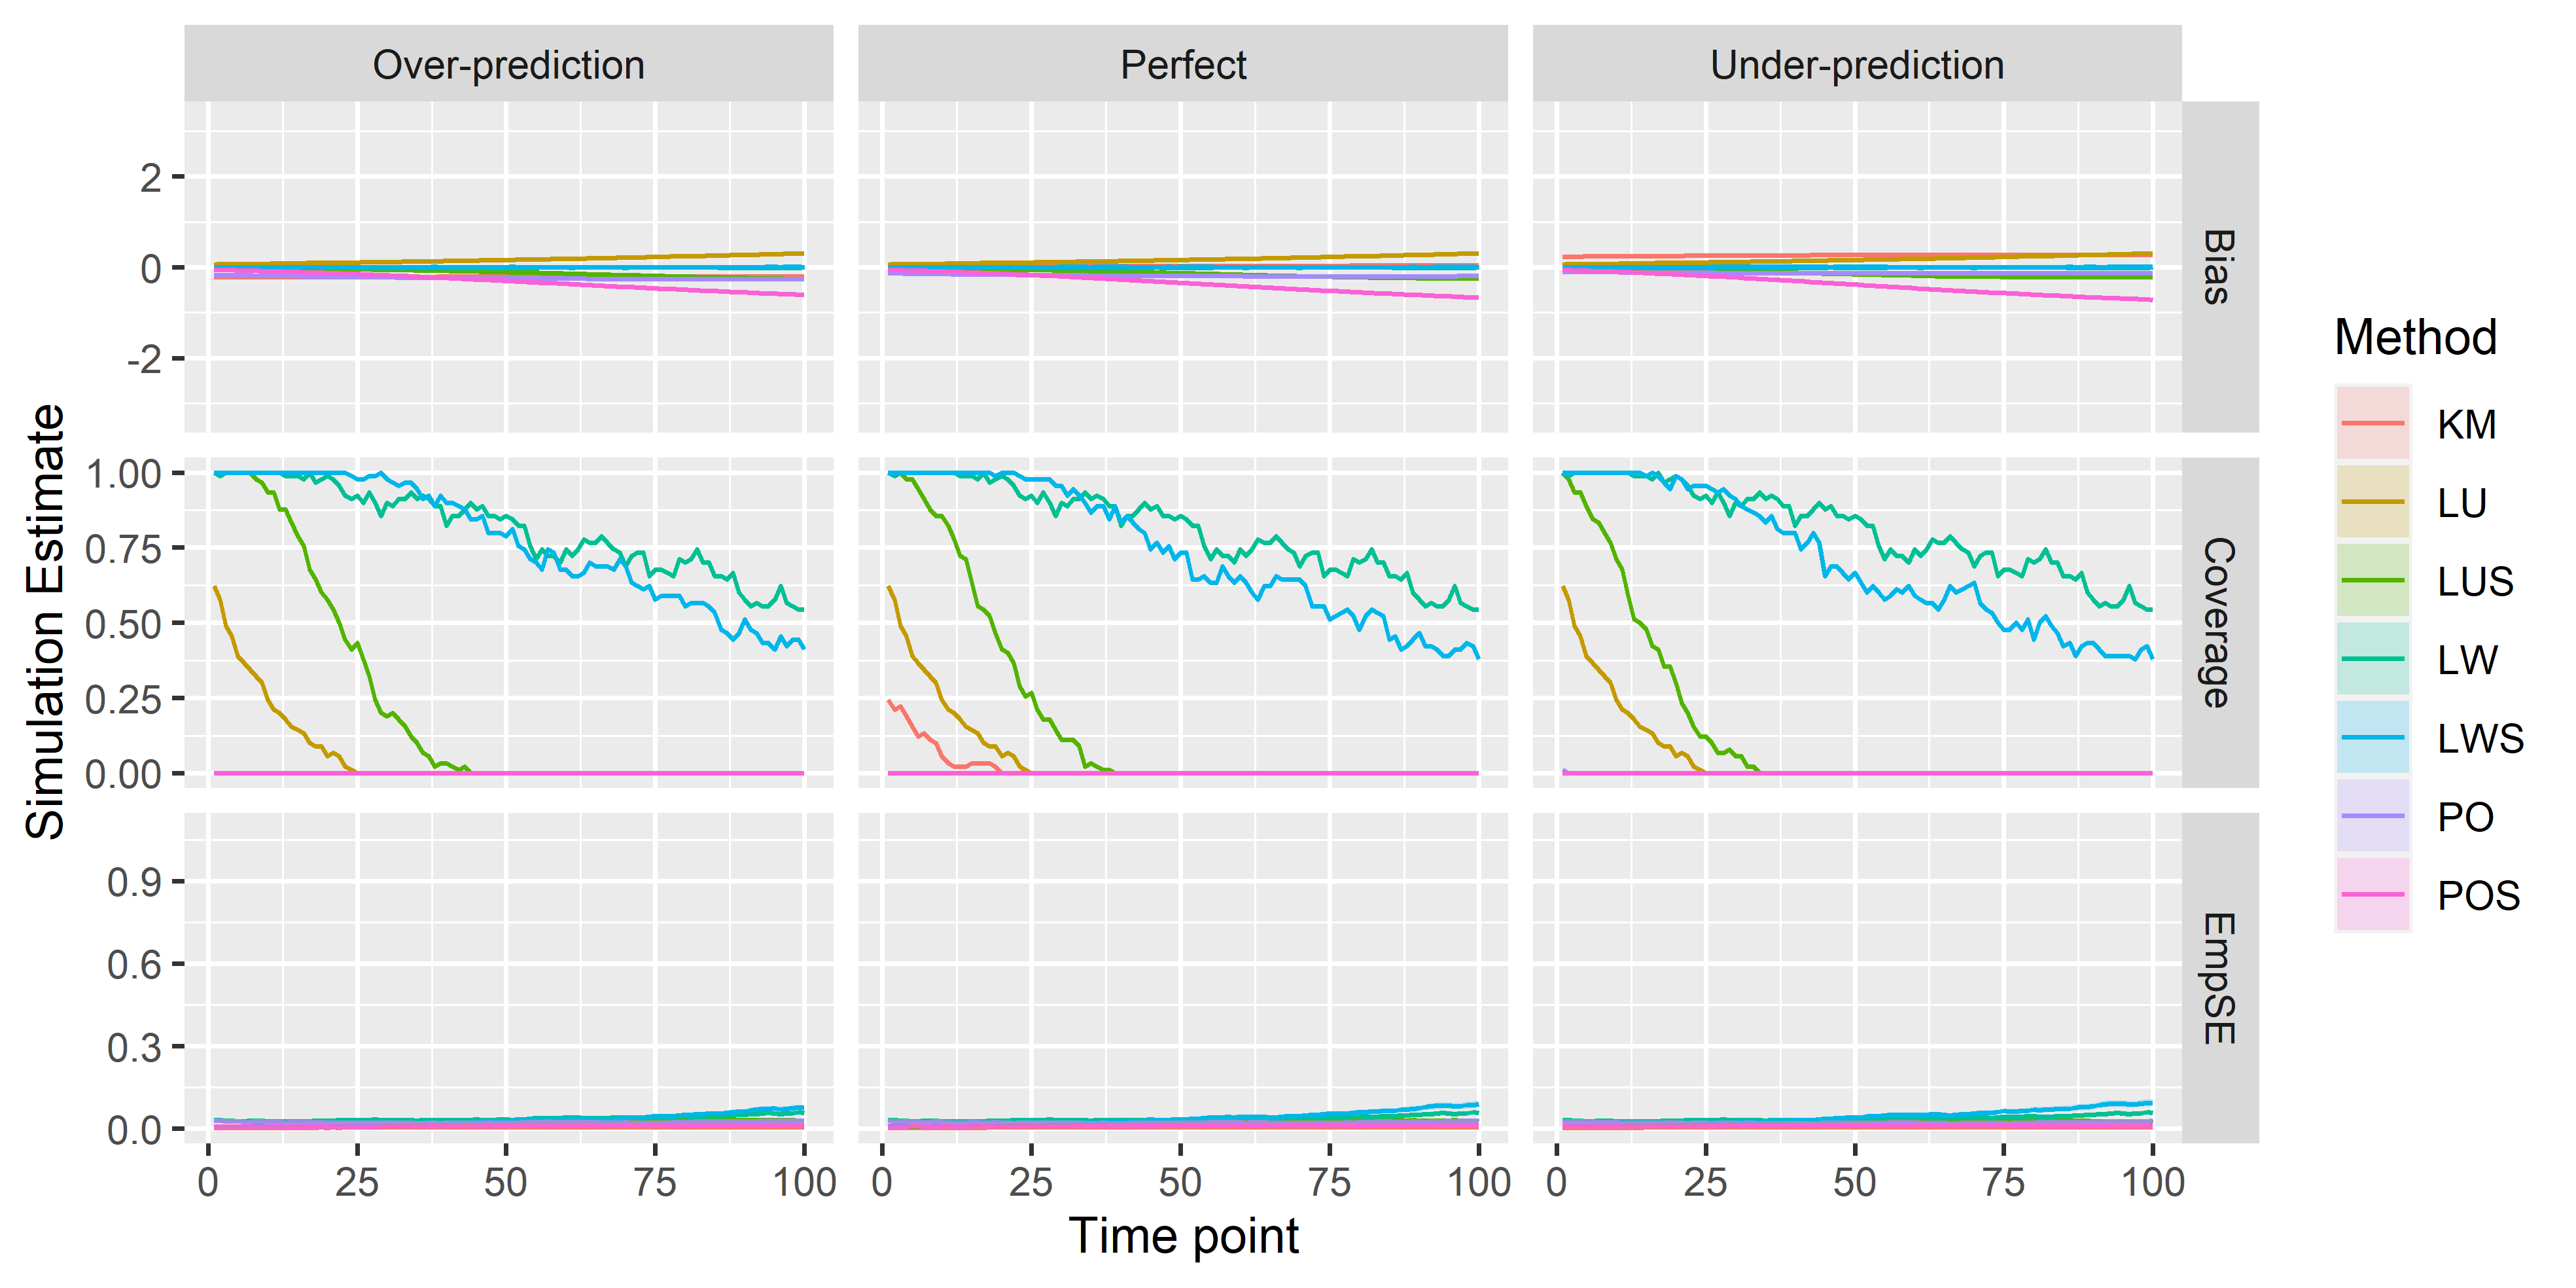 Over-prediction
Perfect
Under-prediction
Simulation Estimate
2
0
-2
Bias
1.00
0.75
0.50
0.25
0.00
Coverage
0.9
0.6
0.3
0.0
EmpSE
0
25
50
75
100
0
25
50
75
100
0
25
50
75
100
Time point
Method
KM
LU
LUS
LW
LWS
PO
POS